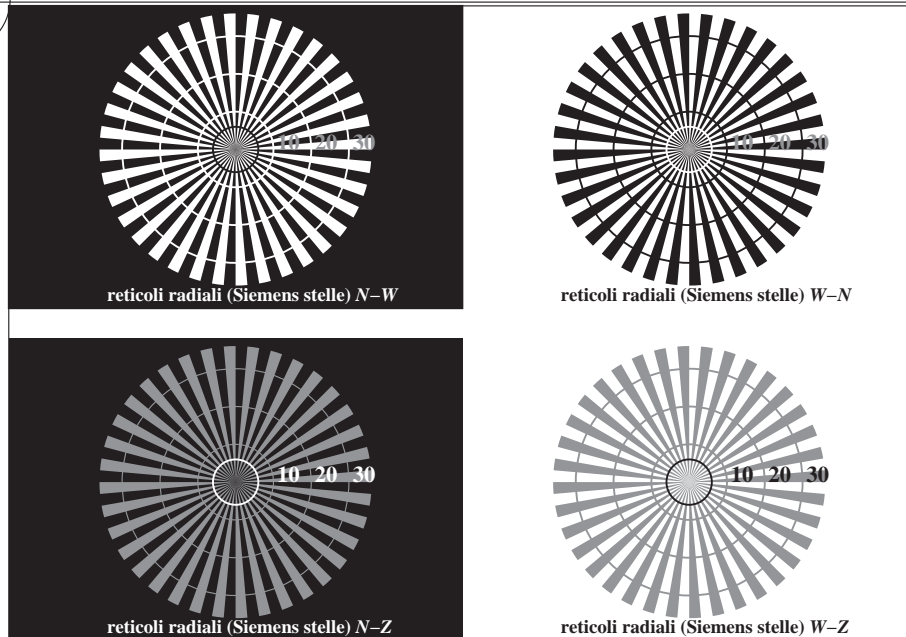 10 20 30
reticoli radiali (Siemens stelle) N–W
10 20 30
reticoli radiali (Siemens stelle) W–N
10 20 30
reticoli radiali (Siemens stelle) N–Z
10 20 30
reticoli radiali (Siemens stelle) W–Z